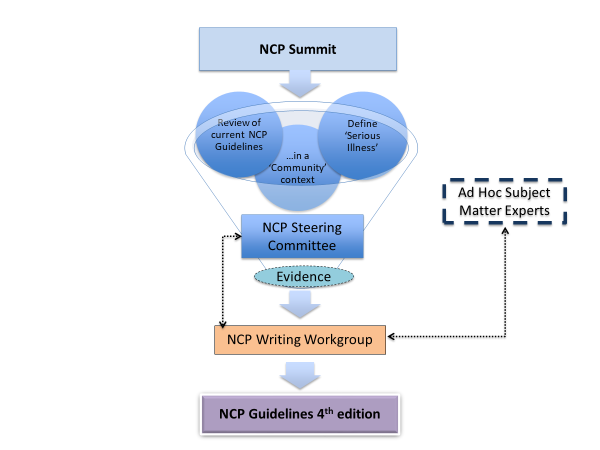 NCP Summit
Review of
current NCP
Guidelines
Define
‘Serious
Illness’
...in a
‘Community’
context
Ad Hoc Subject
Matter Experts
NCP Steering
Committee
Evidence
NCP Writing Workgroup
NCP Guidelines 4th edition